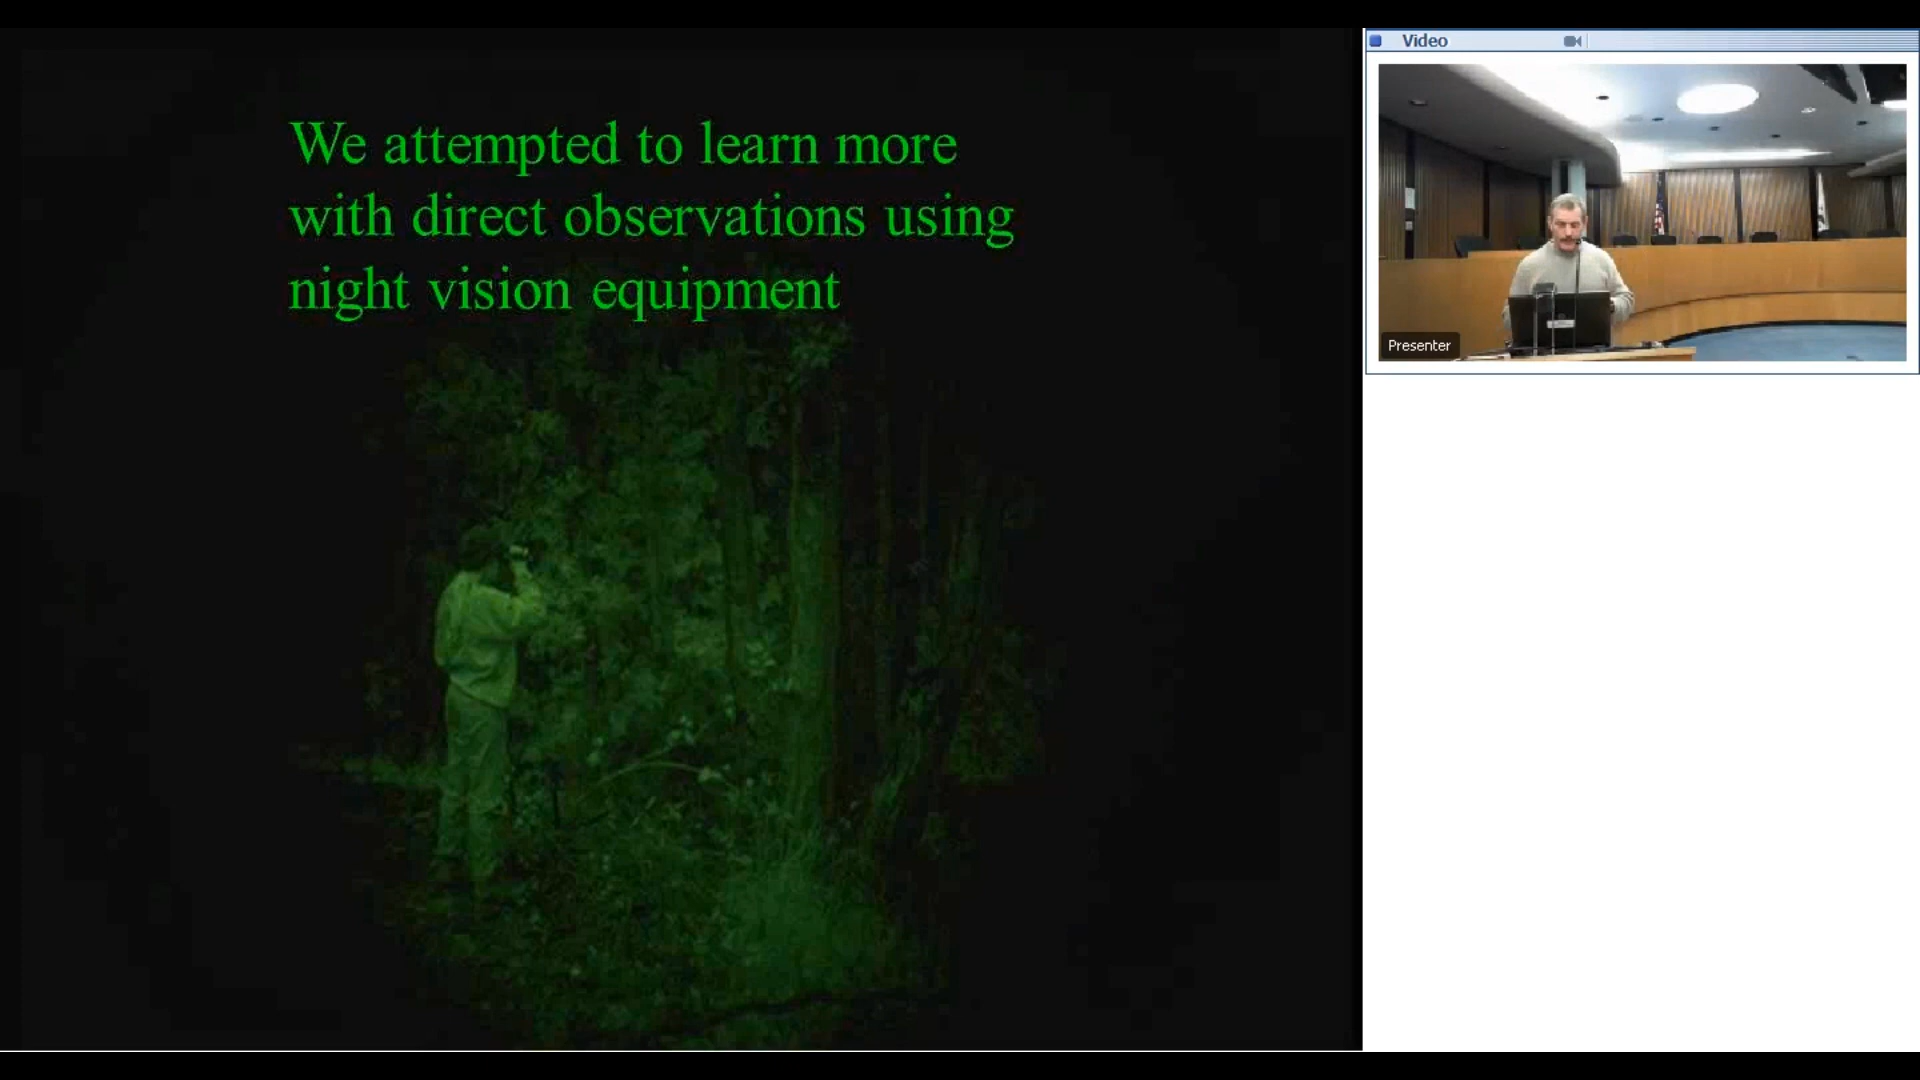 We attempted to learn more
with direct observations using
night vision equipment
Video
Presenter